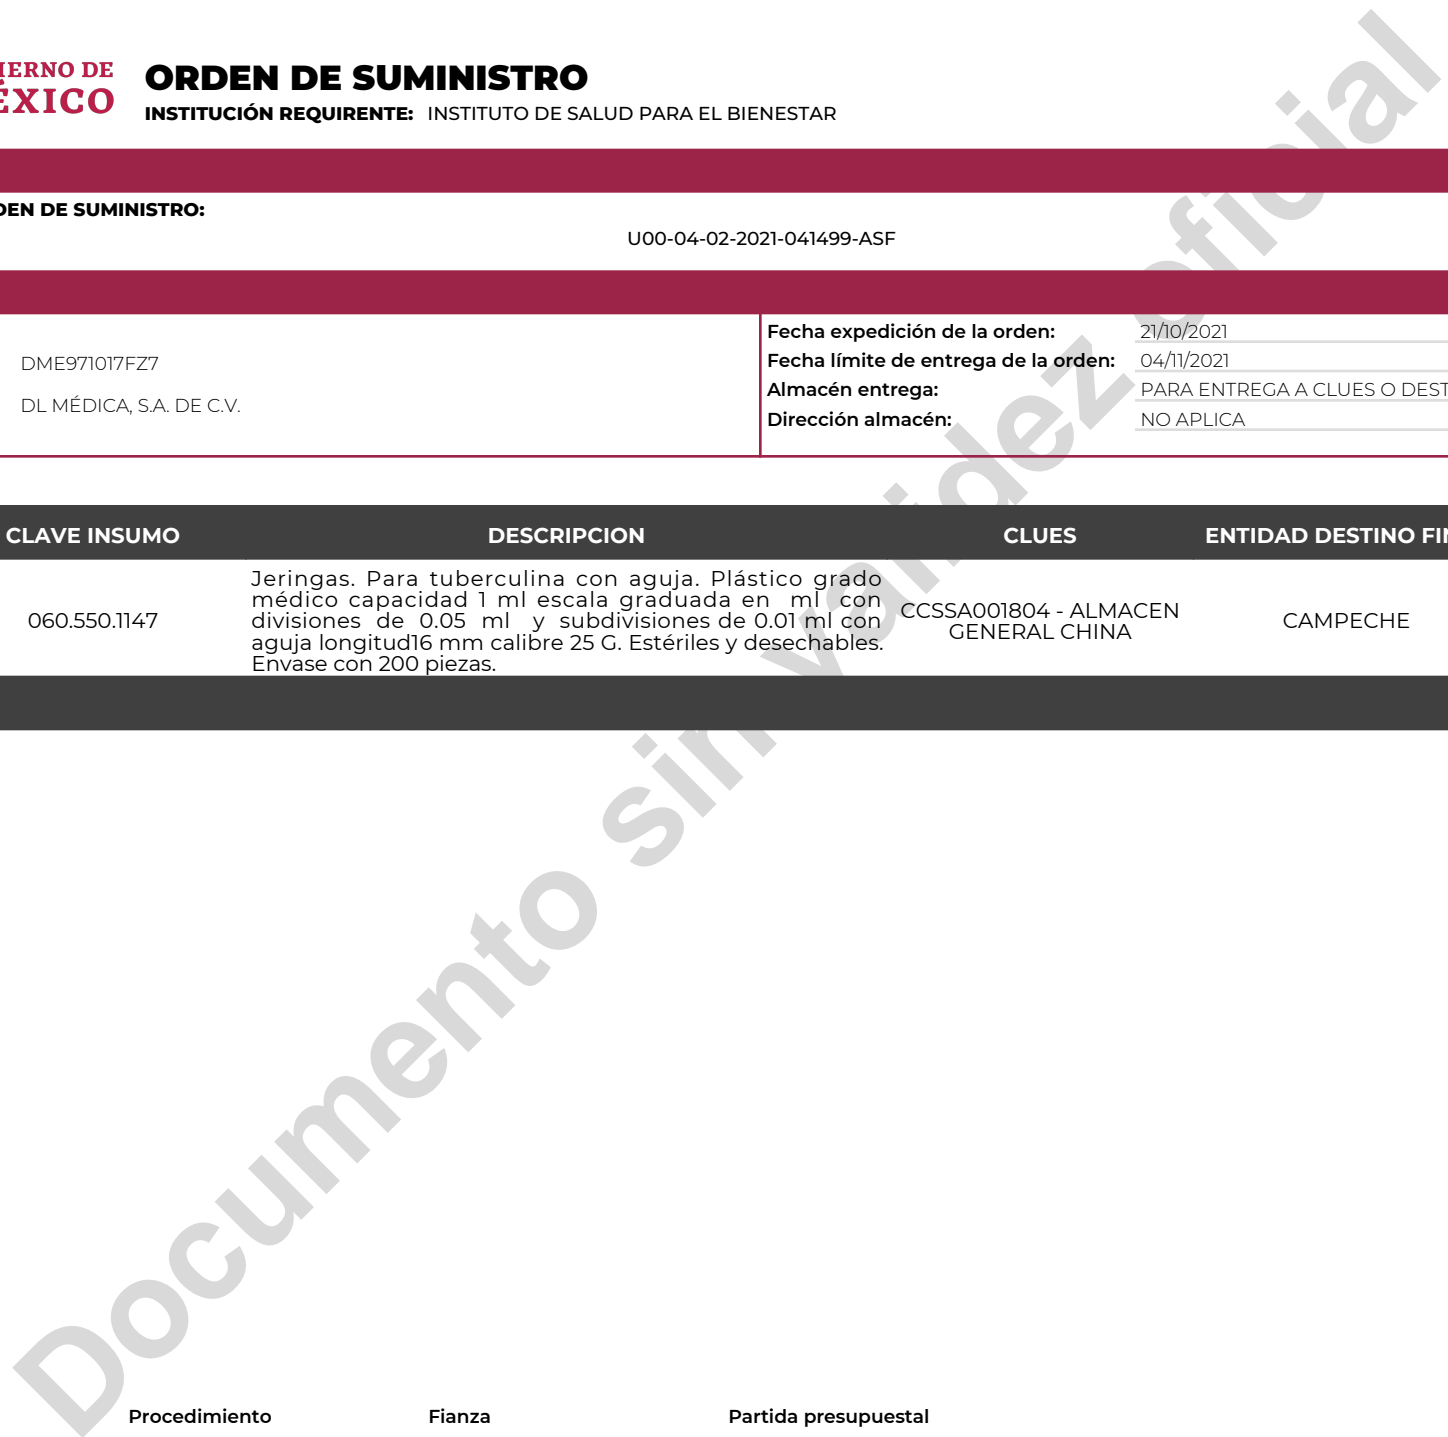 IERNO DE
ÉXICO
ORDEN DE SUMINISTRO
INSTITUCIÓN REQUIRENTE: INSTITUTO DE SALUD PARA EL BIENESTAR
DEN DE SUMINISTRO:
U00-04-02-2021-041499-ASF
DME971017FZ7
DL MÉDICA, S.A. DE C.V.
Fecha expedición de la orden: 21/10/2021
Fecha límite de entrega de la orden: 04/11/2021
Almacén entrega: PARA ENTREGA A CLUES O DEST
Dirección almacén: NO APLICA
CLAVE INSUMO DESCRIPCION CLUES ENTIDAD DESTINO FIN
060.550.1147
Jeringas. Para tuberculina con aguja. Plástico grado
médico capacidad 1 ml escala graduada en ml con
divisiones de 0.05 ml y subdivisiones de 0.01 ml con
aguja longitud16 mm calibre 25 G. Estériles y desechables.
Envase con 200 piezas.
CCSSA001804 - ALMACEN
GENERAL CHINA
CAMPECHE
Documento sin validez oficial
Procedimiento Fianza Partida presupuestal